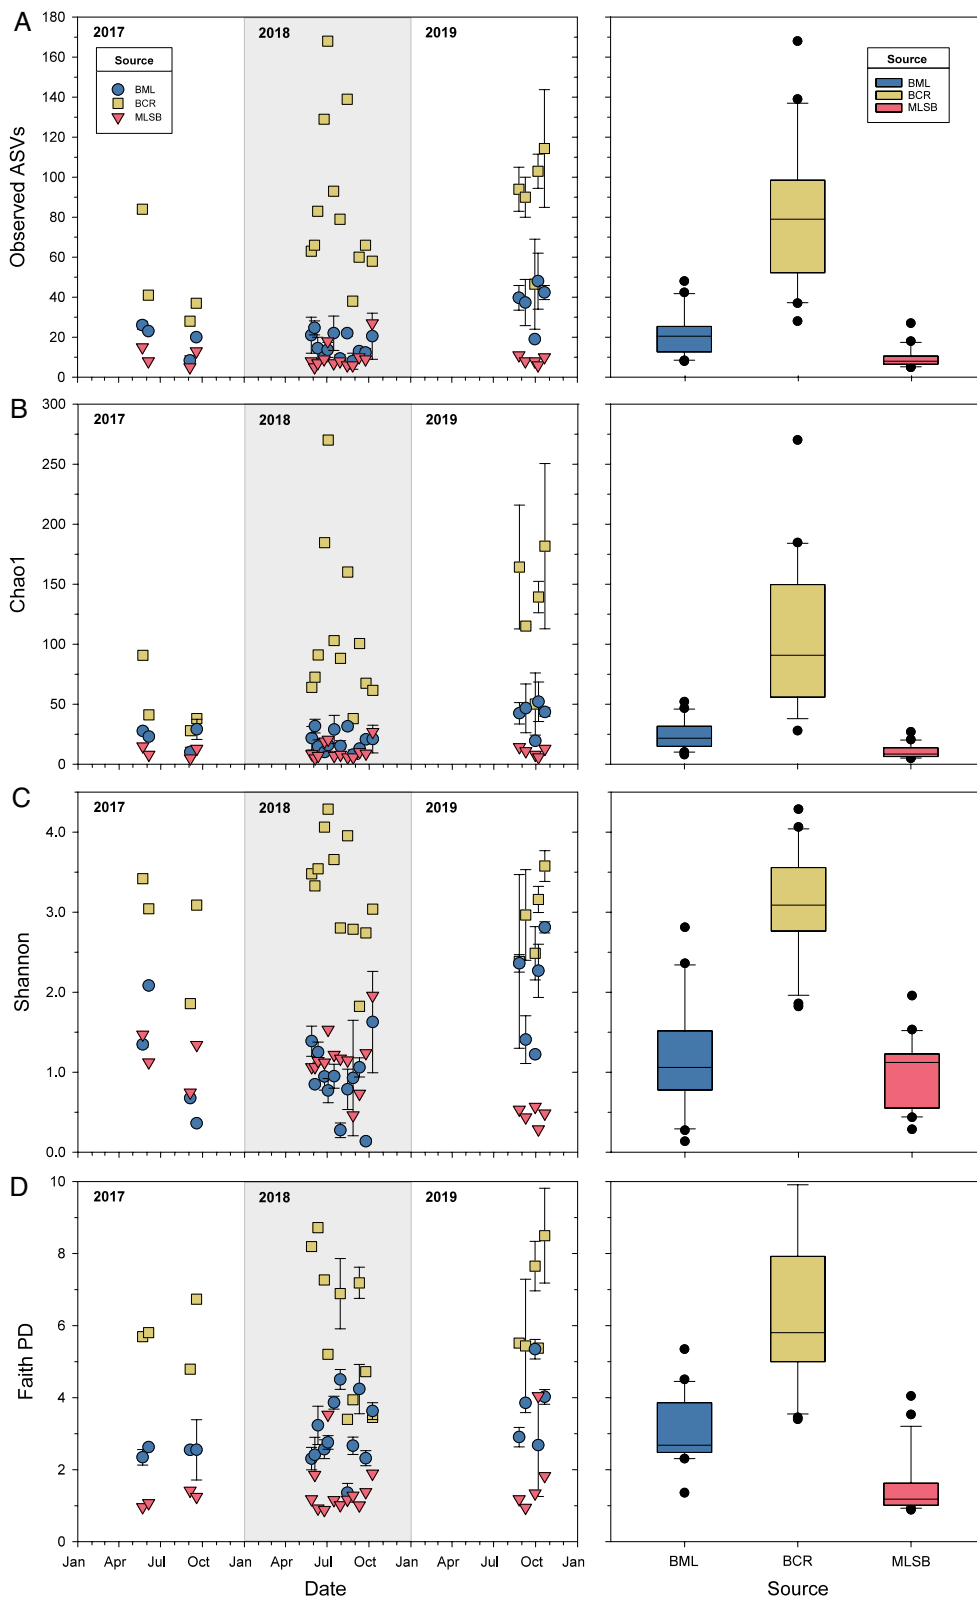 A
2017
2018
2019
Source
BML
BCR
MLSB
Source
BML
BCR
MLSB
Observed ASVs
180
160
140
120
100
80
60
40
20
0
B
2017
2018
2019
Chao1
300
250
200
150
100
50
0
C
2017
2018
2019
Shannon
4.0
3.0
2.0
1.0
0.0
D
2017
2018
2019
Faith PD
10
8
6
4
2
0
Jan Apr Jul Oct Jan Apr Jul Oct Jan Apr Jul Oct Jan
Date
BML BCR MLSB
Source